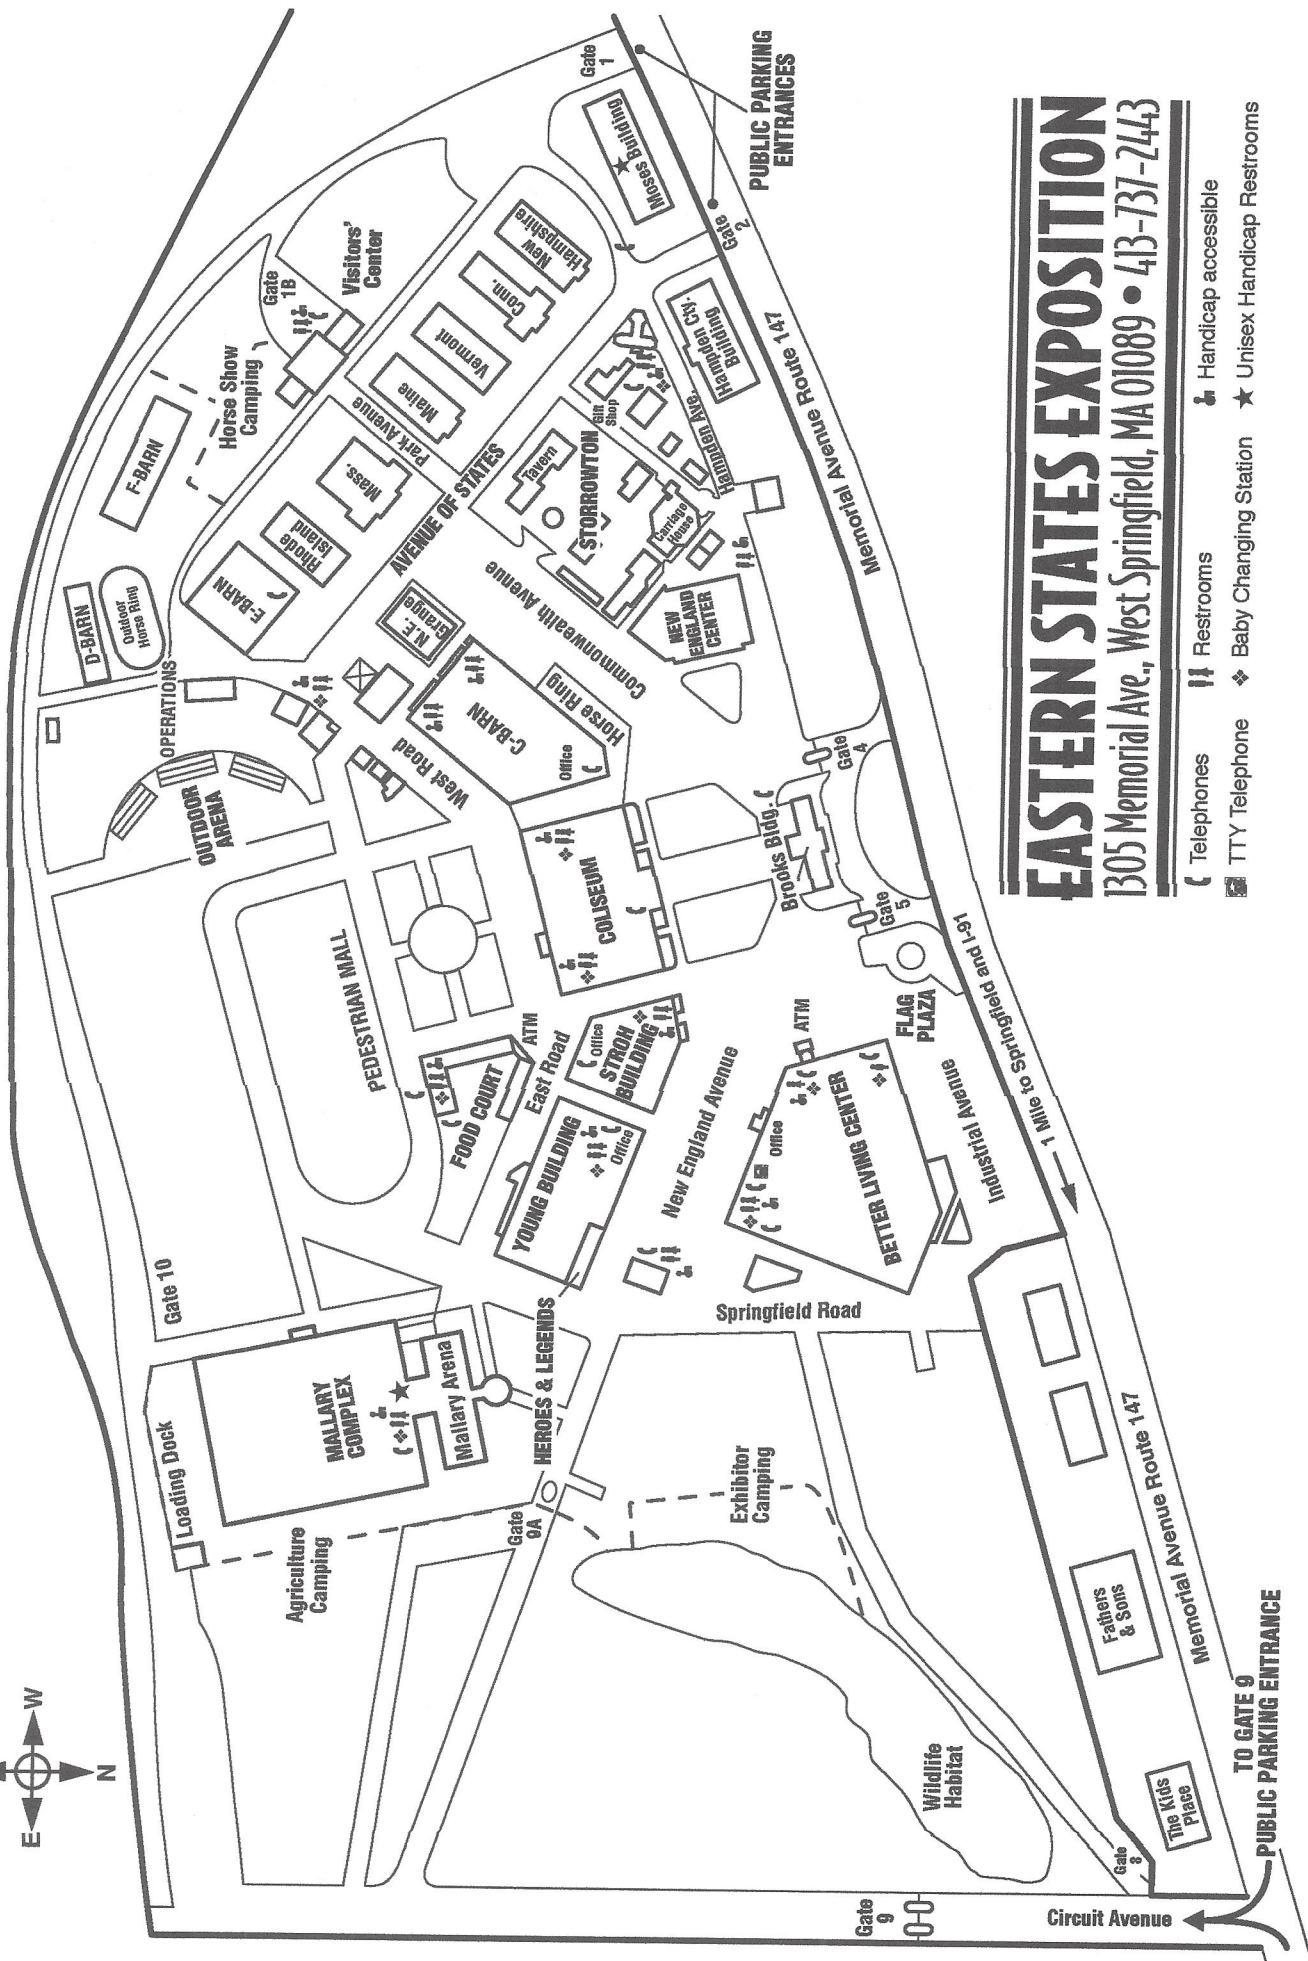 EASTERN STATES EXPOSITION
1305 Memorial Ave., West Springfield, MA 01089 • 413-737-2443
Telephones
Restrooms
Handicap accessible
TTY Telephone
Baby Changing Station
Unisex Handicap Restrooms
E
W
N
Gate
1
PUBLIC PARKING
ENTRANCES
Moses Building
Gate
2
New
Hampshire
Conn.
Vermont
Maine
Park Avenue
Mass.
Rhode
Island
E-BARN
F-BARN
D-BARN
Outdoor
Horse Ring
Horse Show
Camping
Gate
1B
Visitors'
Center
AVENUE OF STATES
Hampden City.
Building
Hampden Ave.
Gift
Shop
Tavern
STORROWTON
Carriage
House
NEW
ENGLAND
CENTER
Commonwealth Avenue
N.E.
Grange
C-BARN
Office
Horse Ring
West Road
OPERATIONS
OUTDOOR
ARENA
Memorial Avenue Route 147
Gate
4
Brooks Bldg.
Gate
5
COLISEUM
PEDESTRIAN MALL
FLAG
PLAZA
ATM
STROH
BUILDING
Office
East Road
ATM
FOOD COURT
YOUNG BUILDING
Office
New England Avenue
BETTER LIVING CENTER
Office
Industrial Avenue
1 Mile to Springfield and I-91
Springfield Road
HEROES & LEGENDS
Gate 10
MALLARY
COMPLEX
Mallary Arena
Loading Dock
Agriculture
Camping
Gate
9A
Exhibitor
Camping
Wildlife
Habitat
Memorial Avenue Route 147
Fathers
& Sons
The Kids
Place
Gate
8
Gate
9
Circuit Avenue
TO GATE 9
PUBLIC PARKING ENTRANCE